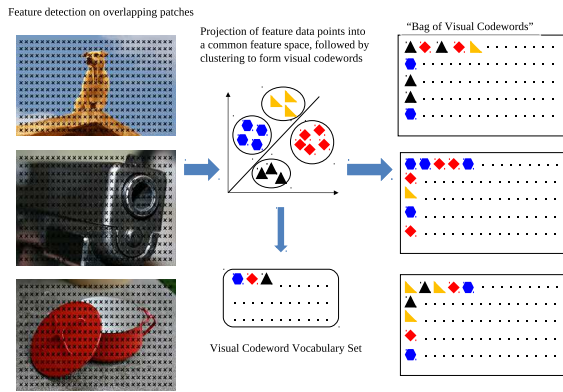 Feature detection on overlapping patches
Projection of feature data points into
a common feature space, followed by
clustering to form visual codewords
“Bag of Visual Codewords”
Visual Codeword Vocabulary Set